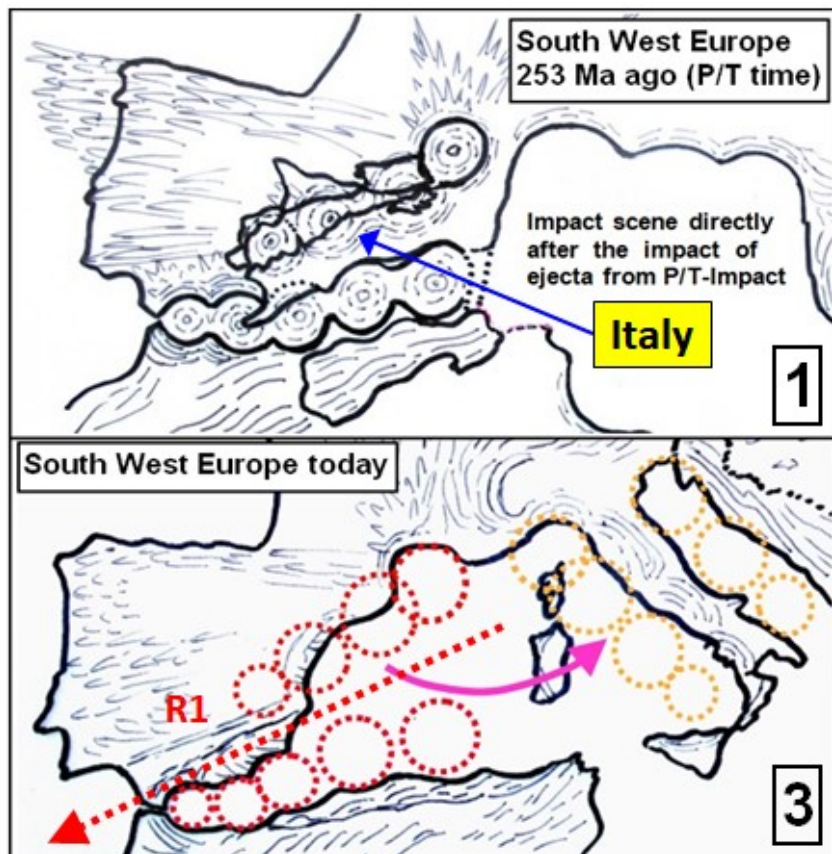 South West Europe
253 Ma ago (P/T time)
Impact scene directly
after the impact of
ejecta from P/T-Impact
Italy
1
South West Europe today
R1
3